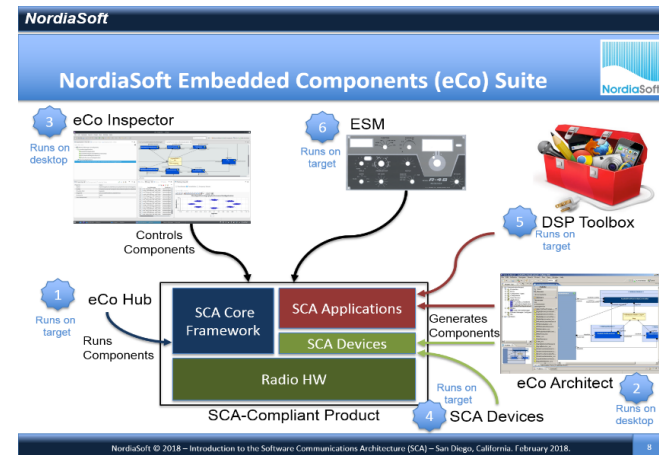 NordiaSoft
NordiaSoft Embedded Components (eCo) Suite
NordiaSoft
3
eCo Inspector
Runs on
desktop
6
ESM
Runs on
target
5
DSP Toolbox
Runs on
target
Controls
Components
1
eCo Hub
Runs on
target
Runs
Components
SCA Core
Framework
SCA Applications
SCA Devices
Radio HW
Generates
Components
eCo Architect
2
Runs on
desktop
Runs on
target
4
SCA Devices
SCA-Compliant Product
NordiaSoft © 2018 – Introduction to the Software Communications Architecture (SCA) – San Diego, California. February 2018.
8